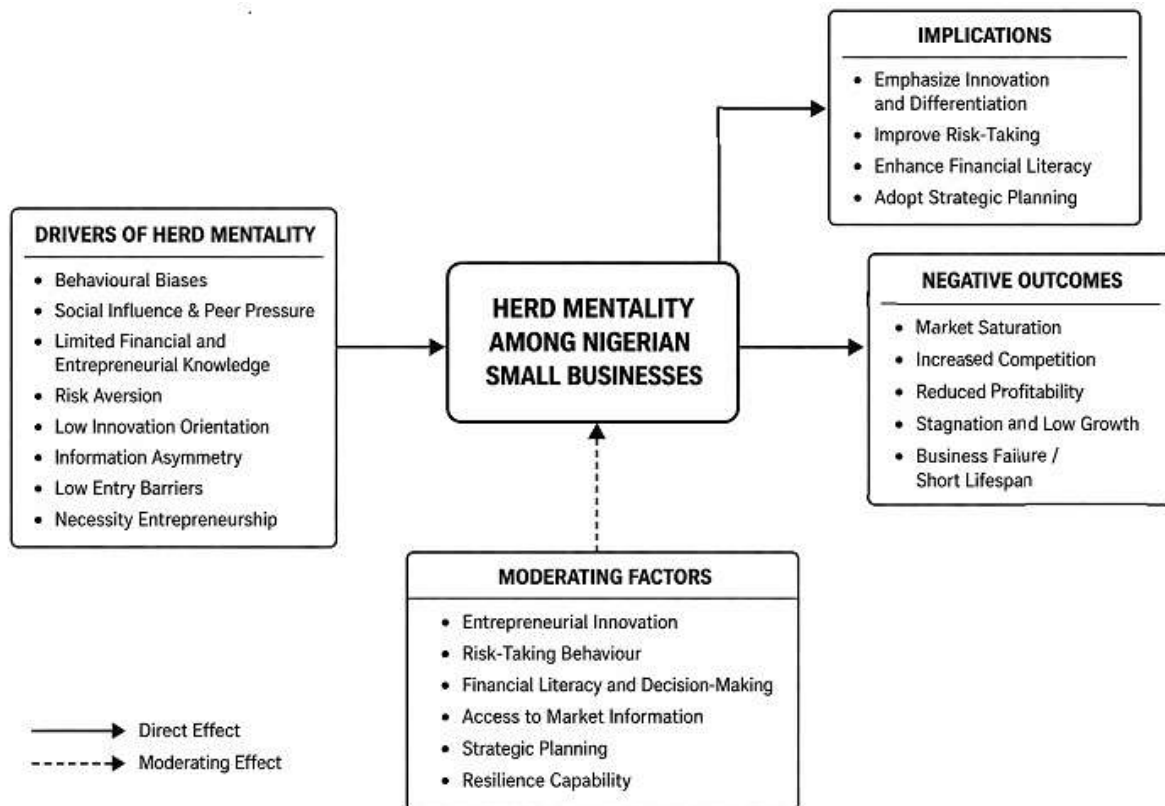 IMPLICATIONS
• Emphasize Innovation
and Differentiation
• Improve Risk-Taking
• Enhance Financial Literacy
• Adopt Strategic Planning
DRIVERS OF HERD MENTALITY
• Behavioural Biases
• Social Influence & Peer Pressure
• Limited Financial and
Entrepreneurial Knowledge
• Risk Aversion
• Low Innovation Orientation
• Information Asymmetry
• Low Entry Barriers
• Necessity Entrepreneurship
HERD MENTALITY
AMONG NIGERIAN
SMALL BUSINESSES
NEGATIVE OUTCOMES
• Market Saturation
• Increased Competition
• Reduced Profitability
• Stagnation and Low Growth
• Business Failure /
Short Lifespan
MODERATING FACTORS
• Entrepreneurial Innovation
• Risk-Taking Behaviour
• Financial Literacy and Decision-Making
• Access to Market Information
• Strategic Planning
• Resilience Capability
Direct Effect
Moderating Effect